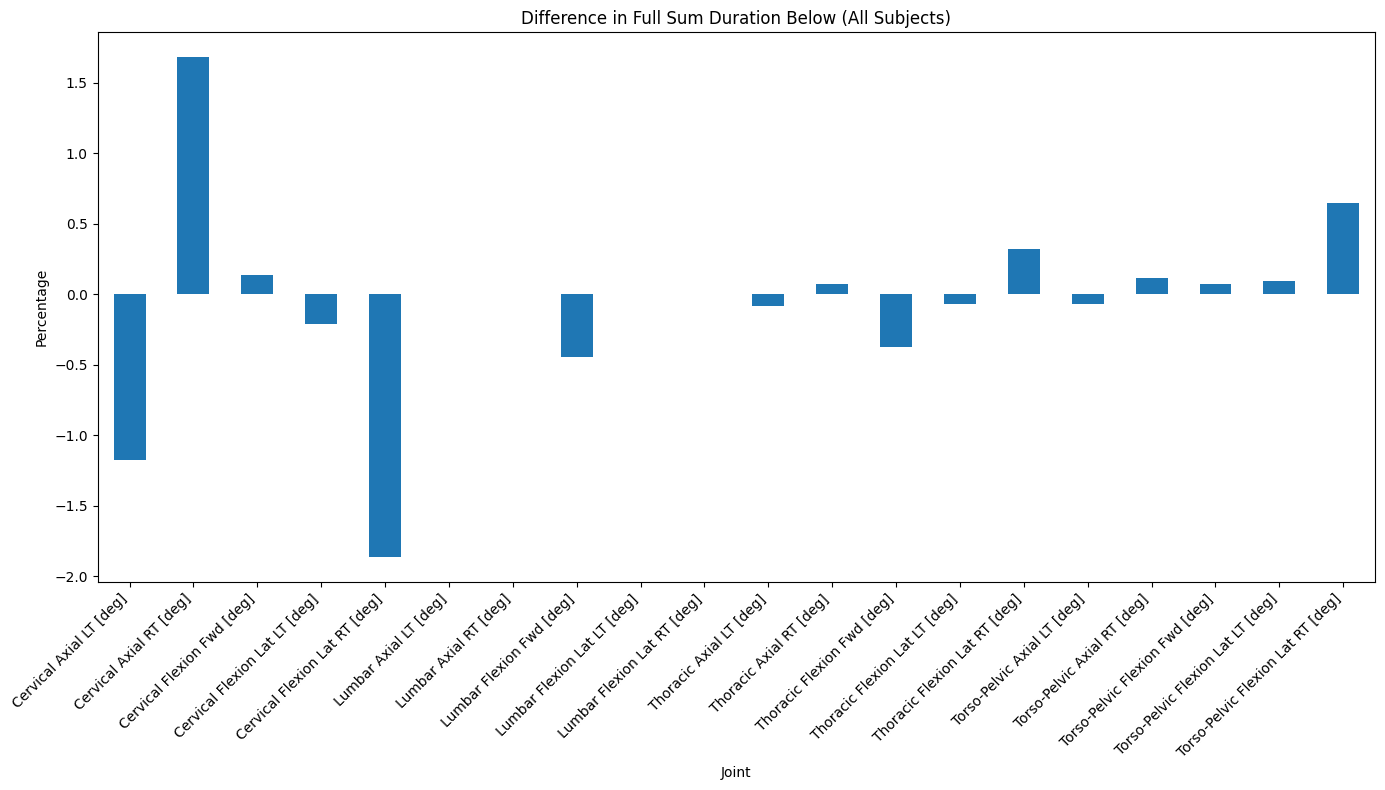 Difference in Full Sum Duration Below (All Subjects)
Percentage
1.5
1.0
0.5
0.0
−0.5
−1.0
−1.5
−2.0
Cervical Axial LT [deg]
Cervical Axial RT [deg]
Cervical Flexion Fwd [deg]
Cervical Flexion Lat LT [deg]
Cervical Flexion Lat RT [deg]
Lumbar Axial LT [deg]
Lumbar Axial RT [deg]
Lumbar Flexion Fwd [deg]
Lumbar Flexion Lat LT [deg]
Lumbar Flexion Lat RT [deg]
Thoracic Axial LT [deg]
Thoracic Axial RT [deg]
Thoracic Flexion Fwd [deg]
Thoracic Flexion Lat LT [deg]
Thoracic Flexion Lat RT [deg]
Torso-Pelvic Axial LT [deg]
Torso-Pelvic Axial RT [deg]
Torso-Pelvic Flexion Fwd [deg]
Torso-Pelvic Flexion Lat LT [deg]
Torso-Pelvic Flexion Lat RT [deg]
Joint